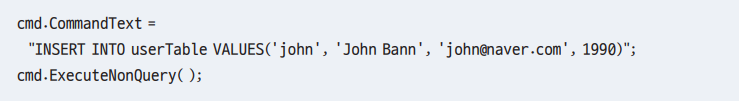 cmd.CommandText =
"INSERT INTO userTable VALUES('john', 'John Bann', 'john@naver.com', 1990)";
cmd.ExecuteNonQuery( );